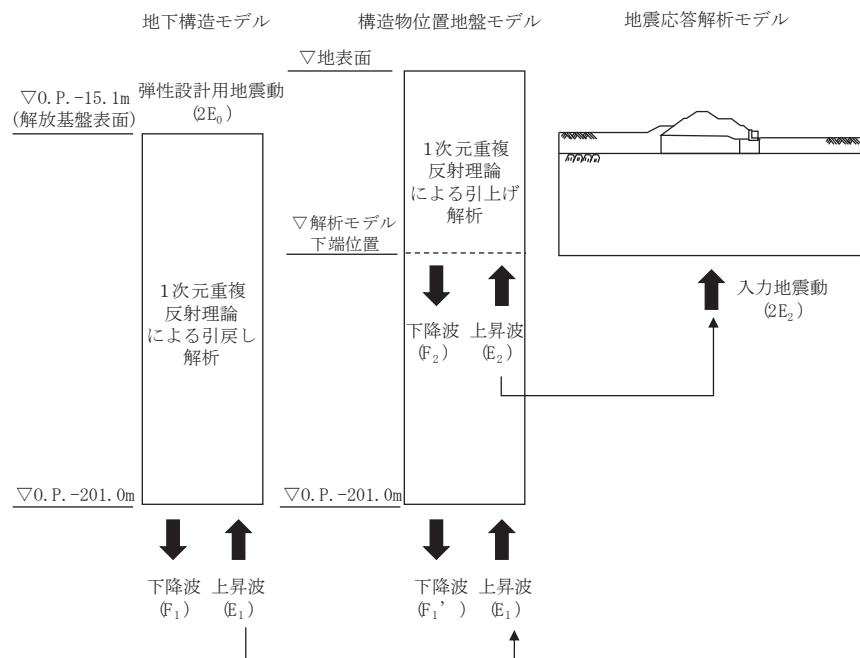 地下構造モデル
▽O.P.-15.1m
(解放基盤表面)
弾性設計用地震動
(2E₀)
1次元重複
反射理論
による引戻し
解析
▽O.P.-201.0m
下降波
(F₁)
上昇波
(E₁)
構造物位置地盤モデル
▽地表面
1次元重複
反射理論
による引上げ
解析
▽解析モデル
下端位置
下降波
(F₂)
上昇波
(E₂)
▽O.P.-201.0m
下降波
(F₁’)
上昇波
(E₁)
地震応答解析モデル
入力地震動
(2E₂)